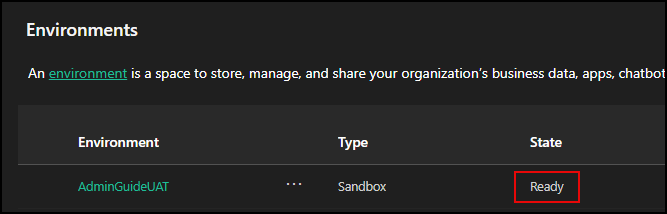 Environments
An environment is a space to store, manage, and share your organization's business data, apps, chatbot
Environment Type State
AdminGuideUAT ... Sandbox Ready